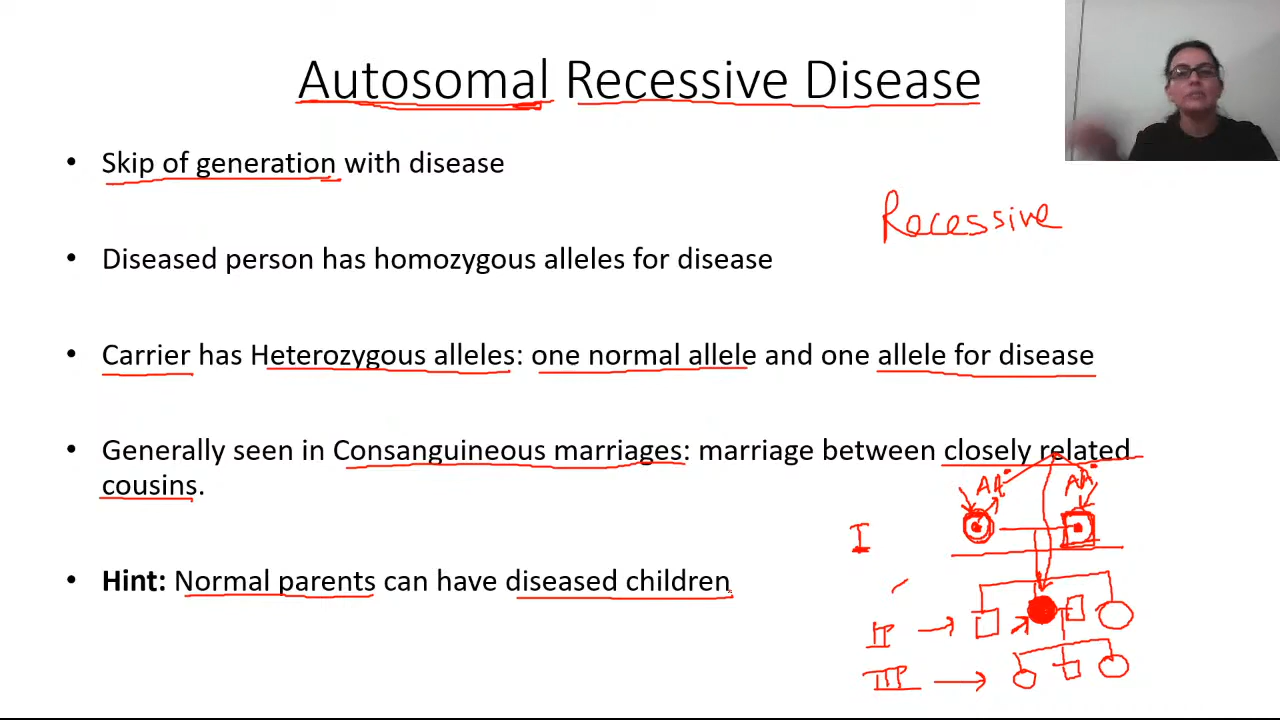 Autosomal Recessive Disease
• Skip of generation with disease
Recessive
• Diseased person has homozygous alleles for disease
• Carrier has Heterozygous alleles: one normal allele and one allele for disease
• Generally seen in Consanguineous marriages: marriage between closely related
cousins.
AA AA
I
• Hint: Normal parents can have diseased children
II
III